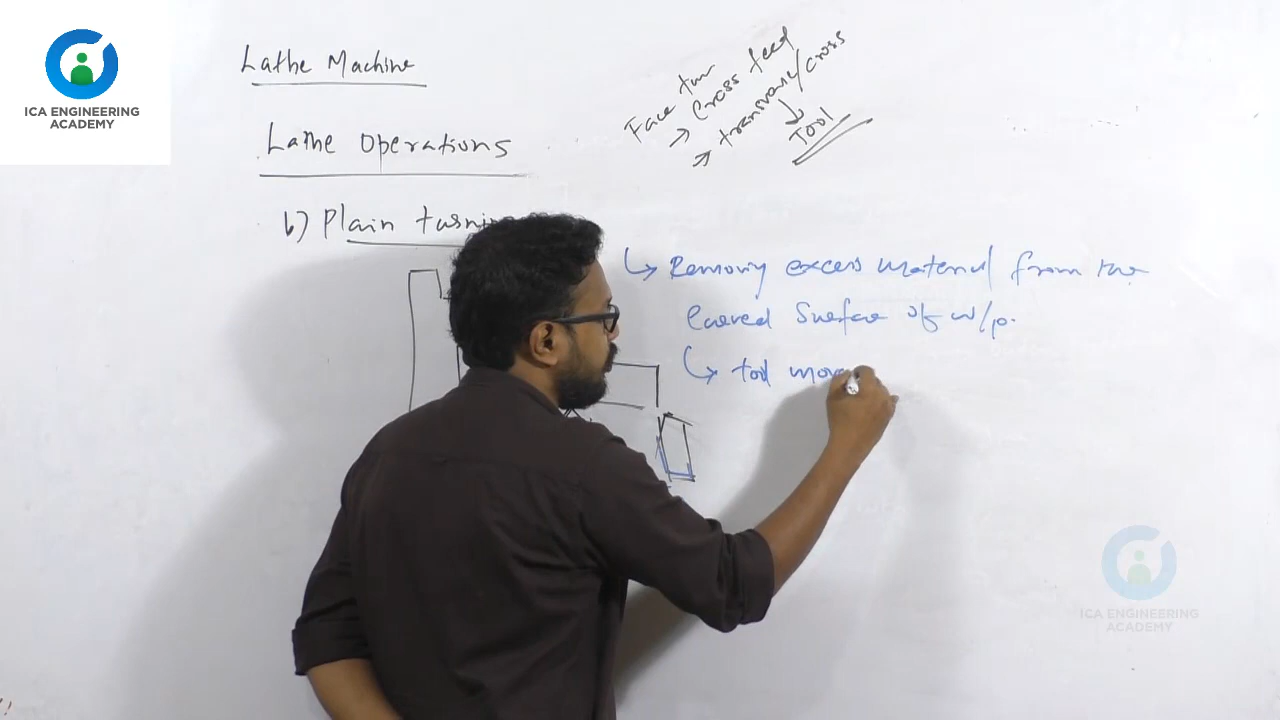 ICA ENGINEERING
ACADEMY
Lathe Machine
Lathe Operations
b) Plain turning
Face turn
→ Cross feed
→ transverse/cross
↓
Tool
↳ Removing excess material from the
curved Surface of w/p.
↳ tool mov
ICA ENGINEERING
ACADEMY